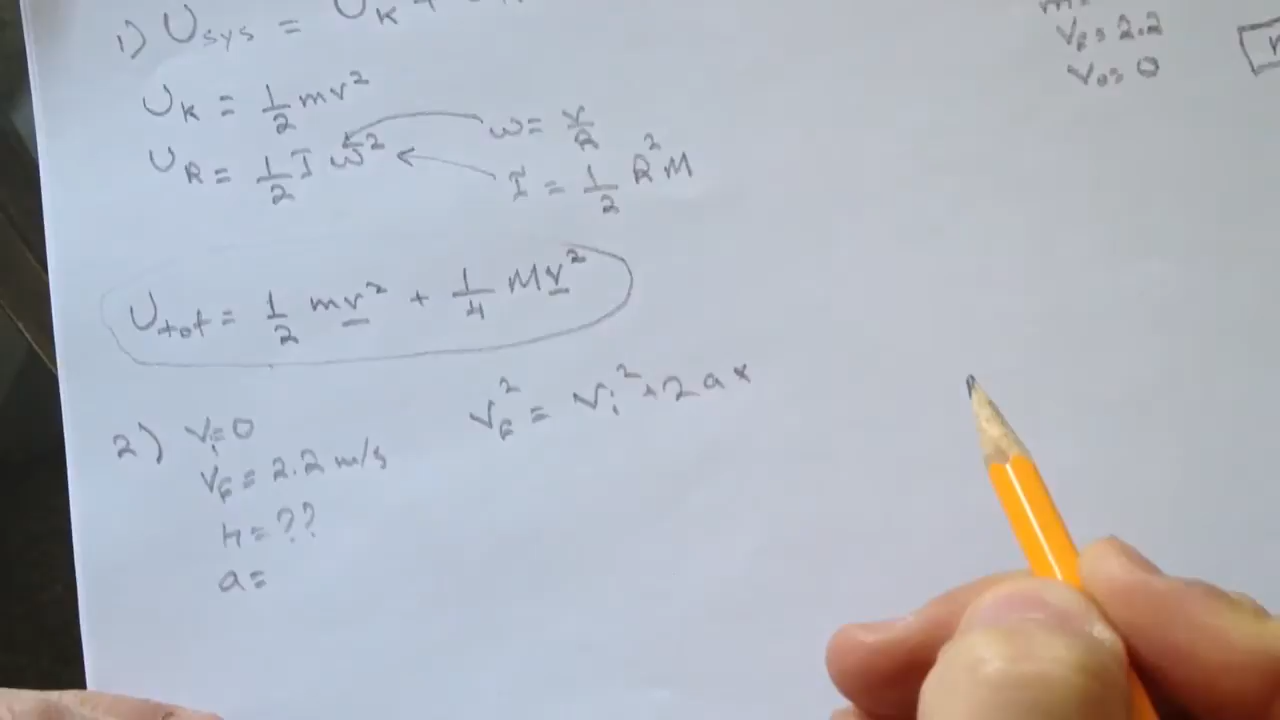 1) U_sys = U_K +
m=
V_F = 2.2
V_0 = 0
U_K = 1/2 mv²
ω = v/R
U_R = 1/2 I ω²
I = 1/2 R²M
U_tot = 1/2 mv² + 1/4 Mv²
2) V_i = 0
V_F² = V_i² + 2ax
V_F = 2.2 m/s
h = ??
a =